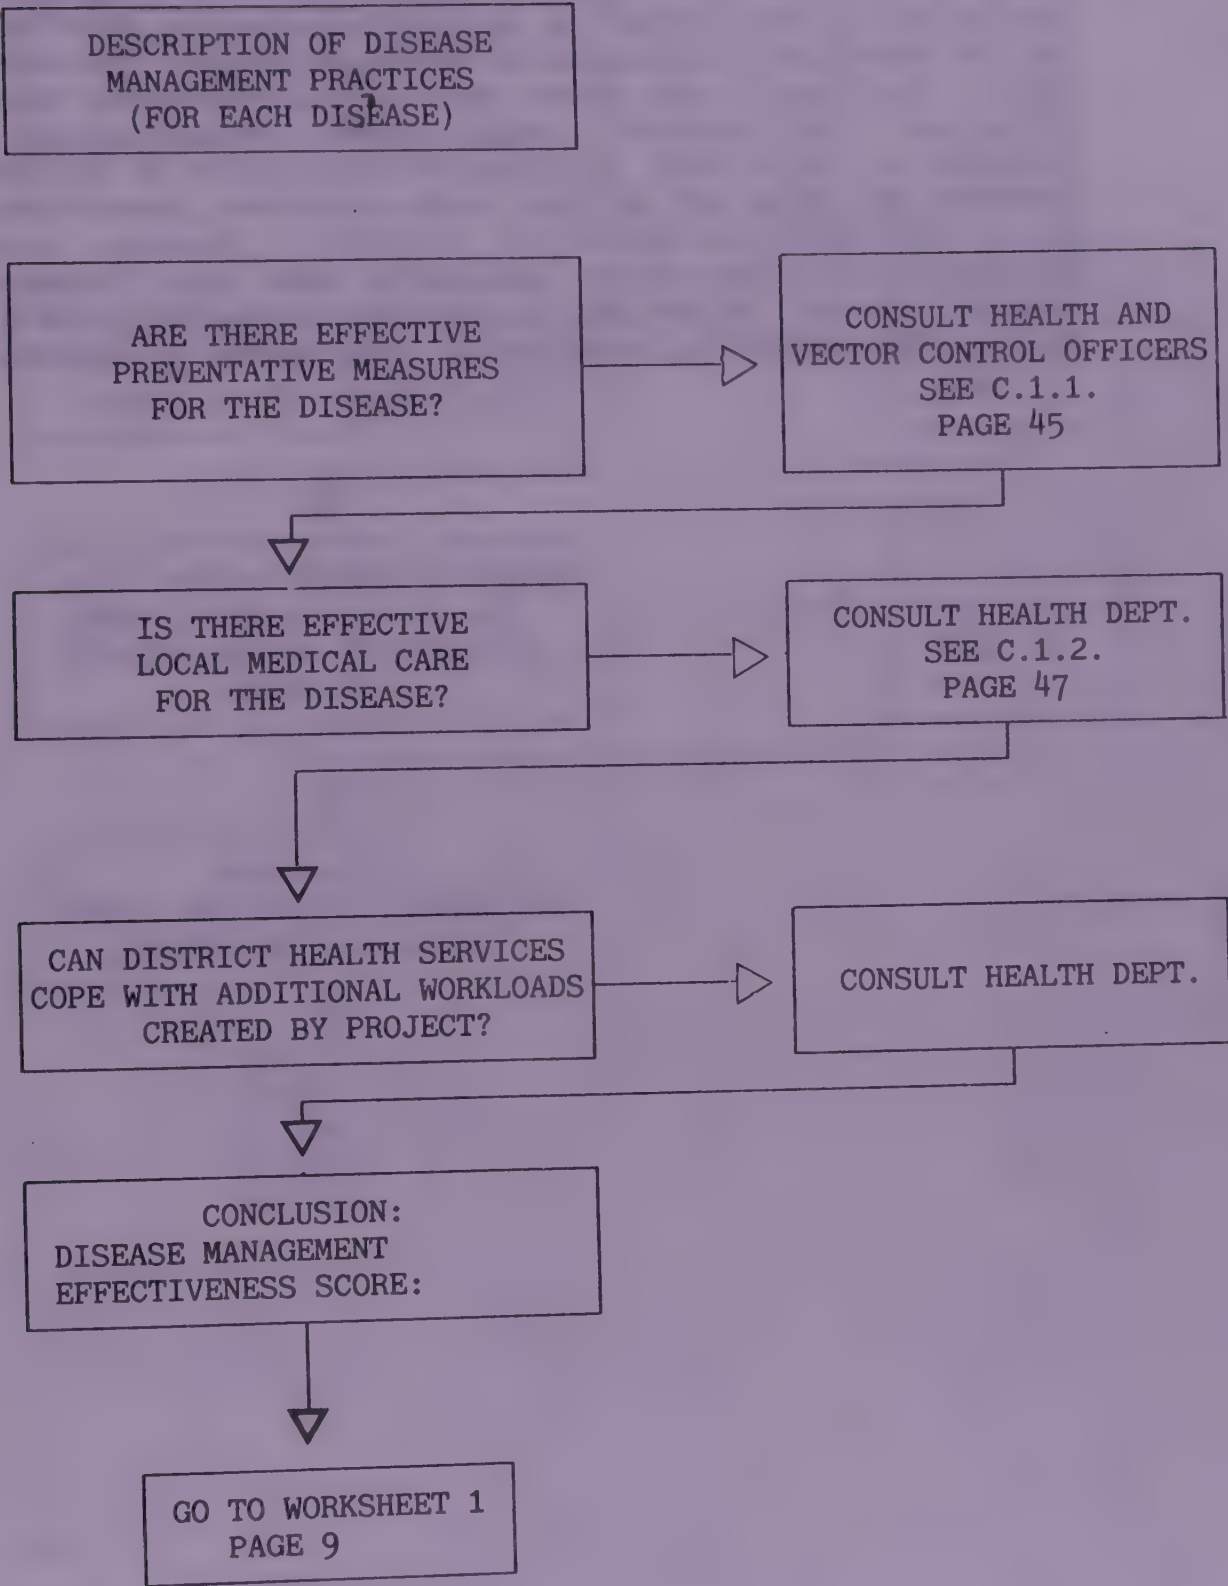 DESCRIPTION OF DISEASE
MANAGEMENT PRACTICES
(FOR EACH DISEASE)
ARE THERE EFFECTIVE
PREVENTATIVE MEASURES
FOR THE DISEASE?
CONSULT HEALTH AND
VECTOR CONTROL OFFICERS
SEE C.1.1.
PAGE 45
IS THERE EFFECTIVE
LOCAL MEDICAL CARE
FOR THE DISEASE?
CONSULT HEALTH DEPT.
SEE C.1.2.
PAGE 47
CAN DISTRICT HEALTH SERVICES
COPE WITH ADDITIONAL WORKLOADS
CREATED BY PROJECT?
CONSULT HEALTH DEPT.
CONCLUSION:
DISEASE MANAGEMENT
EFFECTIVENESS SCORE:
GO TO WORKSHEET 1
PAGE 9